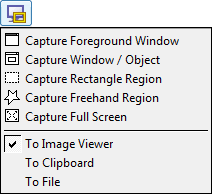 Capture Foreground Window
Capture Window / Object
Capture Rectangle Region
Capture Freehand Region
Capture Full Screen
To Image Viewer
To Clipboard
To File